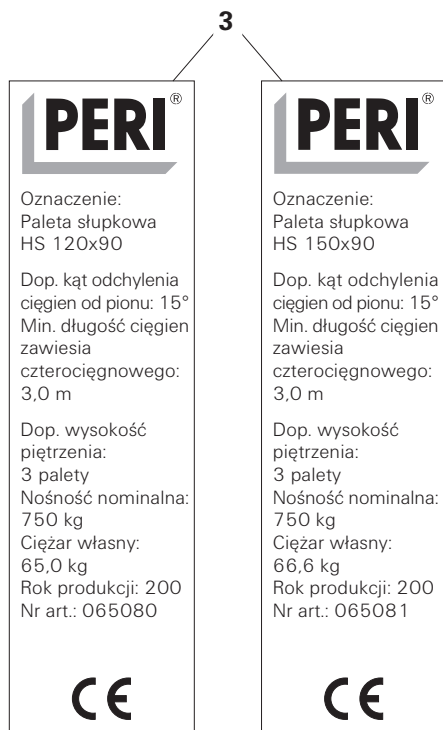 3
PERI®
Oznaczenie:
Paleta słupkowa
HS 120x90
Dop. kąt odchylenia
cięgien od pionu: 15°
Min. długość cięgien
zawiesia
czterocięgnowego:
3,0 m
Dop. wysokość
piętrzenia:
3 palety
Nośność nominalna:
750 kg
Ciężar własny:
65,0 kg
Rok produkcji: 200
Nr art.: 065080
CE
PERI®
Oznaczenie:
Paleta słupkowa
HS 150x90
Dop. kąt odchylenia
cięgien od pionu: 15°
Min. długość cięgien
zawiesia
czterocięgnowego:
3,0 m
Dop. wysokość
piętrzenia:
3 palety
Nośność nominalna:
750 kg
Ciężar własny:
66,6 kg
Rok produkcji: 200
Nr art.: 065081
CE